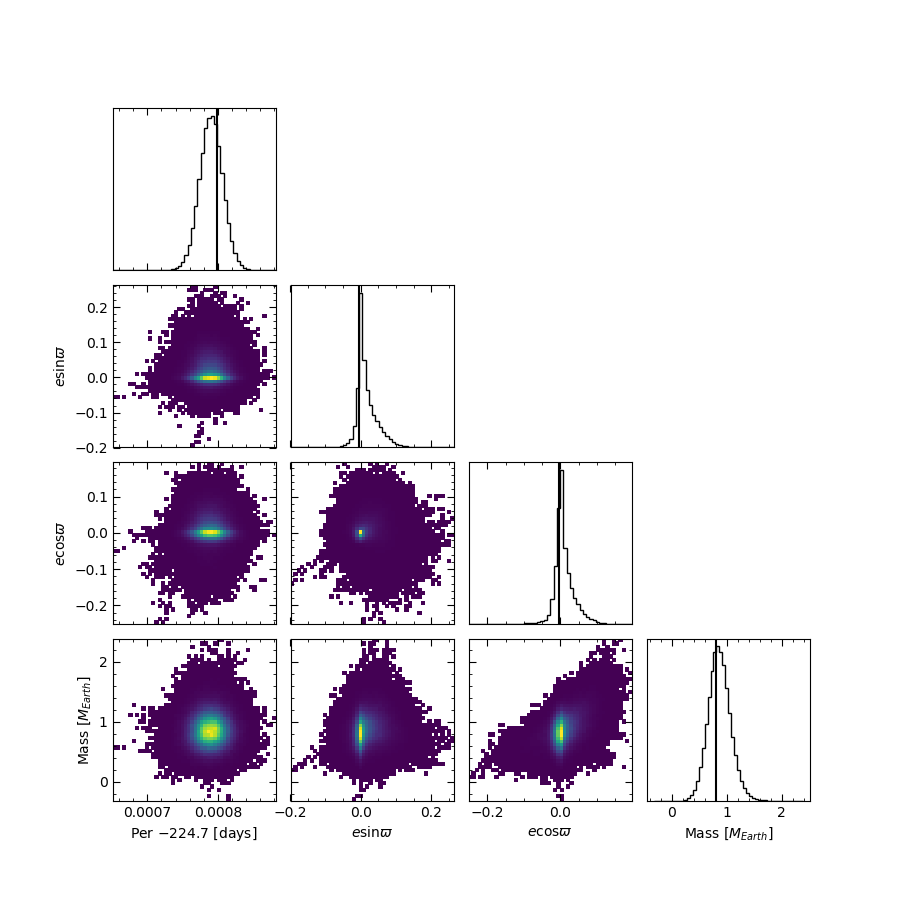 0.2
0.1
0.0
−0.1
−0.2
esinϖ
0.1
0.0
−0.1
−0.2
ecosϖ
2
1
0
Mass [M_Earth]
0.0007 0.0008
Per −224.7 [days]
−0.2 0.0 0.2
esinϖ
−0.2 0.0
ecosϖ
0 1 2
Mass [M_Earth]